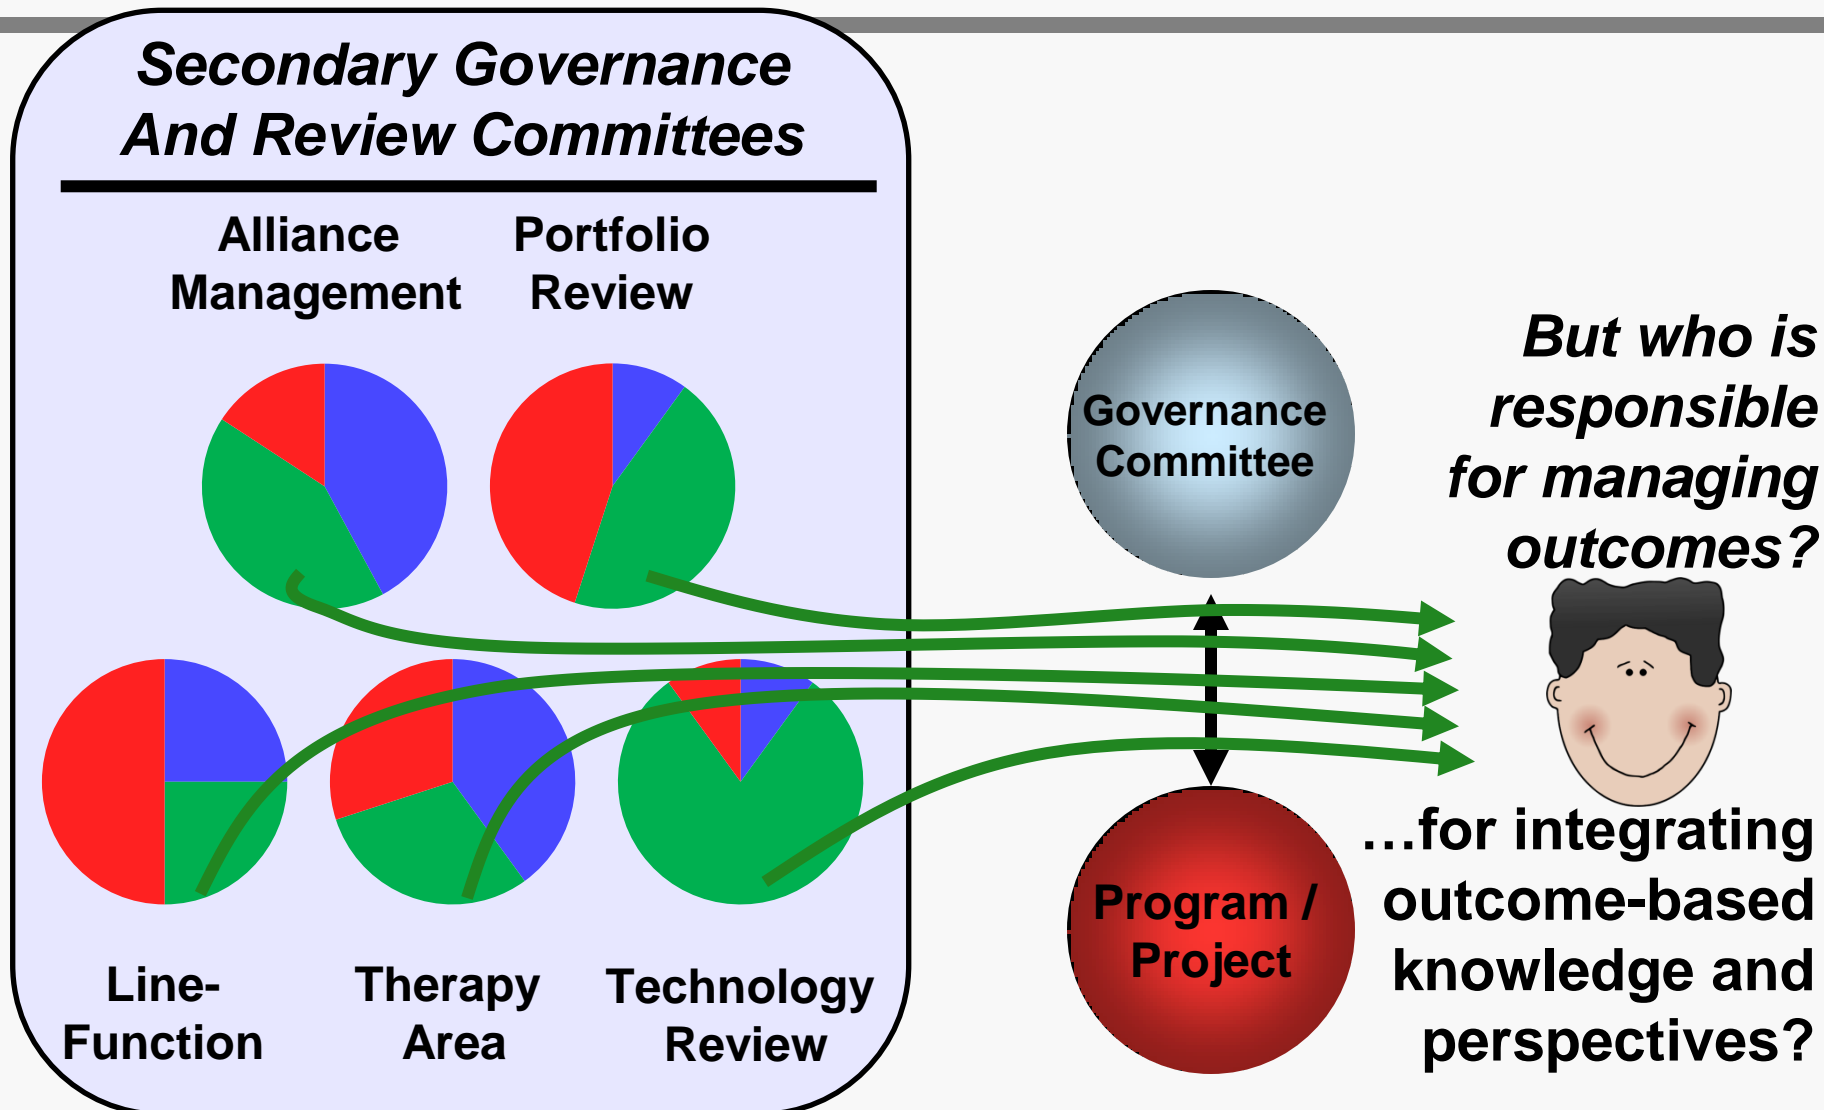 Secondary Governance
And Review Committees
Alliance
Management
Portfolio
Review
Line-
Function
Therapy
Area
Technology
Review
Governance
Committee
Program /
Project
But who is
responsible
for managing
outcomes?
…for integrating
outcome-based
knowledge and
perspectives?